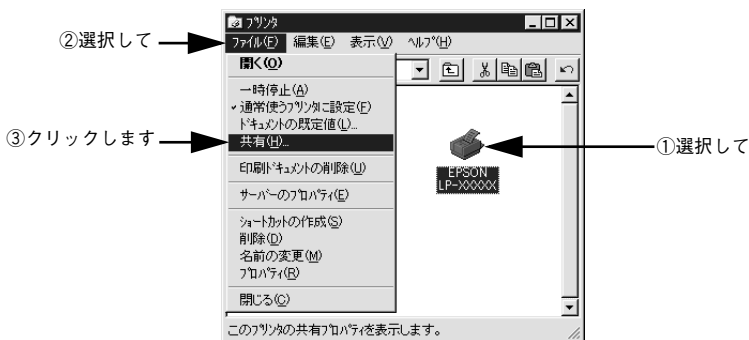 プリンタ
②選択して
ファイル(F) 編集(E) 表示(V) ヘルプ(H)
開く(O)
一時停止(A)
通常使うプリンタに設定(F)
ドキュメントの既定値(L)...
③クリックします
共有(H)...
①選択して
印刷ドキュメントの削除(U)
EPSON
LP-XXXXX
サーバーのプロパティ(E)
ショートカットの作成(S)
削除(D)
名前の変更(M)
プロパティ(R)
閉じる(C)
このプリンタの共有プロパティを表示します。